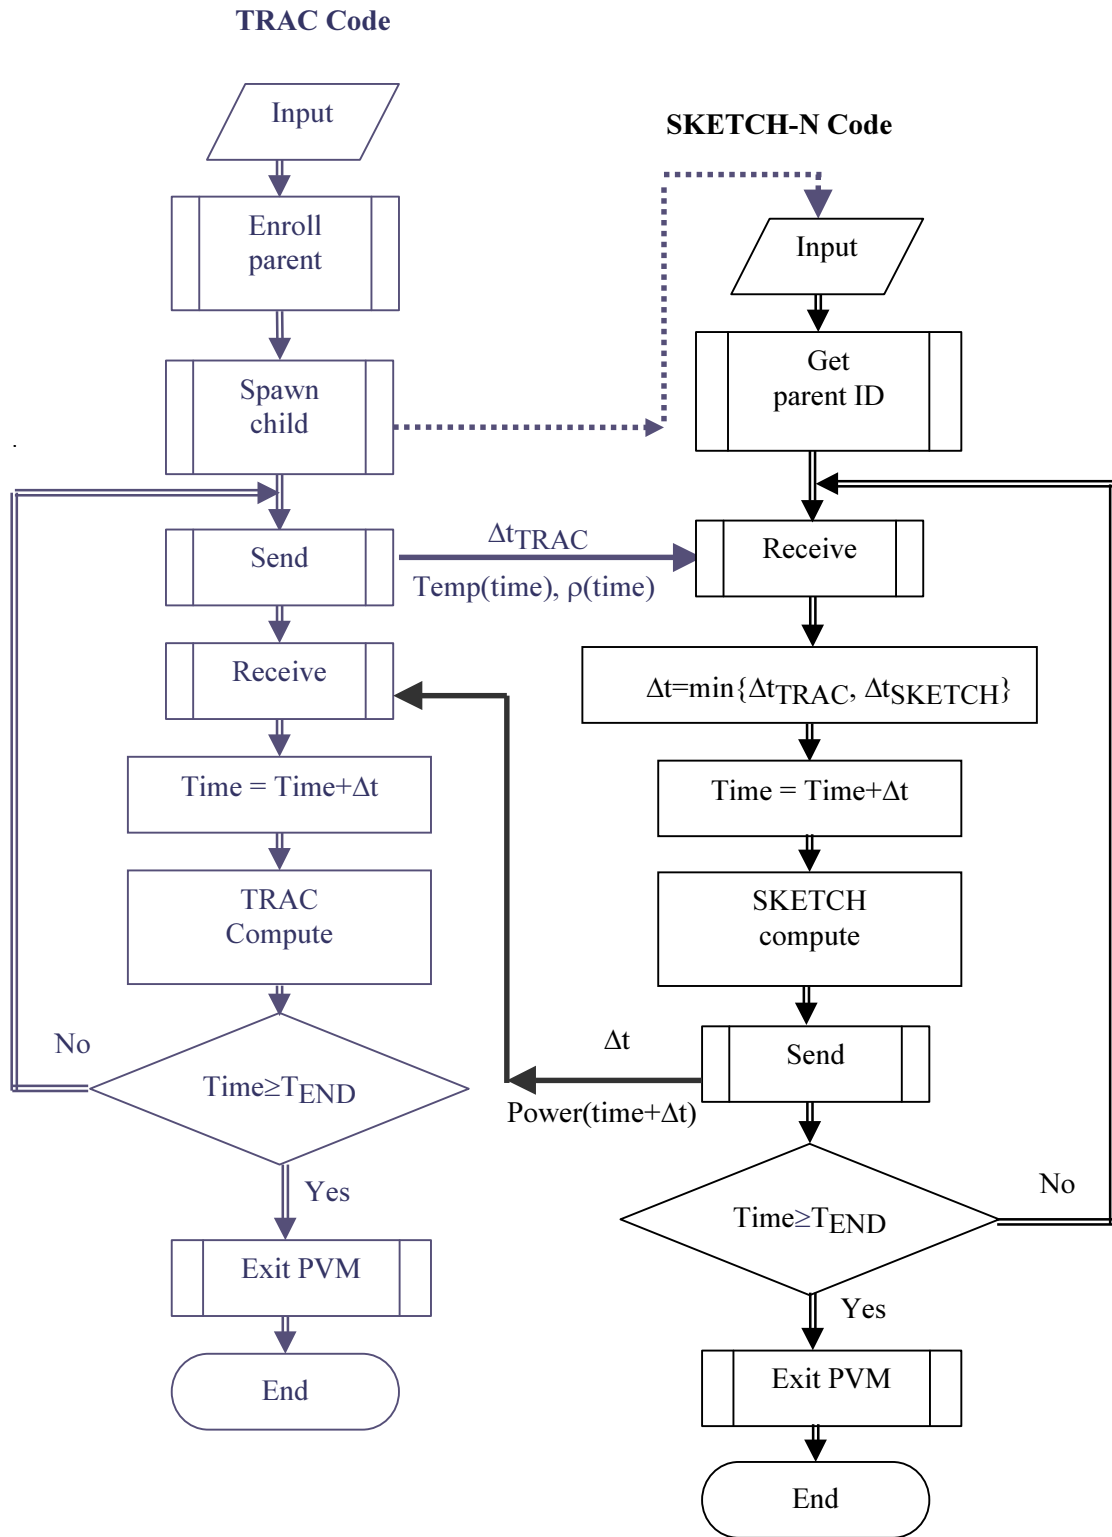 TRAC Code
Input
Enroll
parent
Spawn
child
Send
ΔtTRAC
Temp(time), ρ(time)
Receive
Time = Time+Δt
TRAC
Compute
No
Time≥TEND
Yes
Exit PVM
End
SKETCH-N Code
Input
Get
parent ID
Receive
Δt=min{ΔtTRAC, ΔtSKETCH}
Time = Time+Δt
SKETCH
compute
Send
Δt
Power(time+Δt)
No
Time≥TEND
Yes
Exit PVM
End